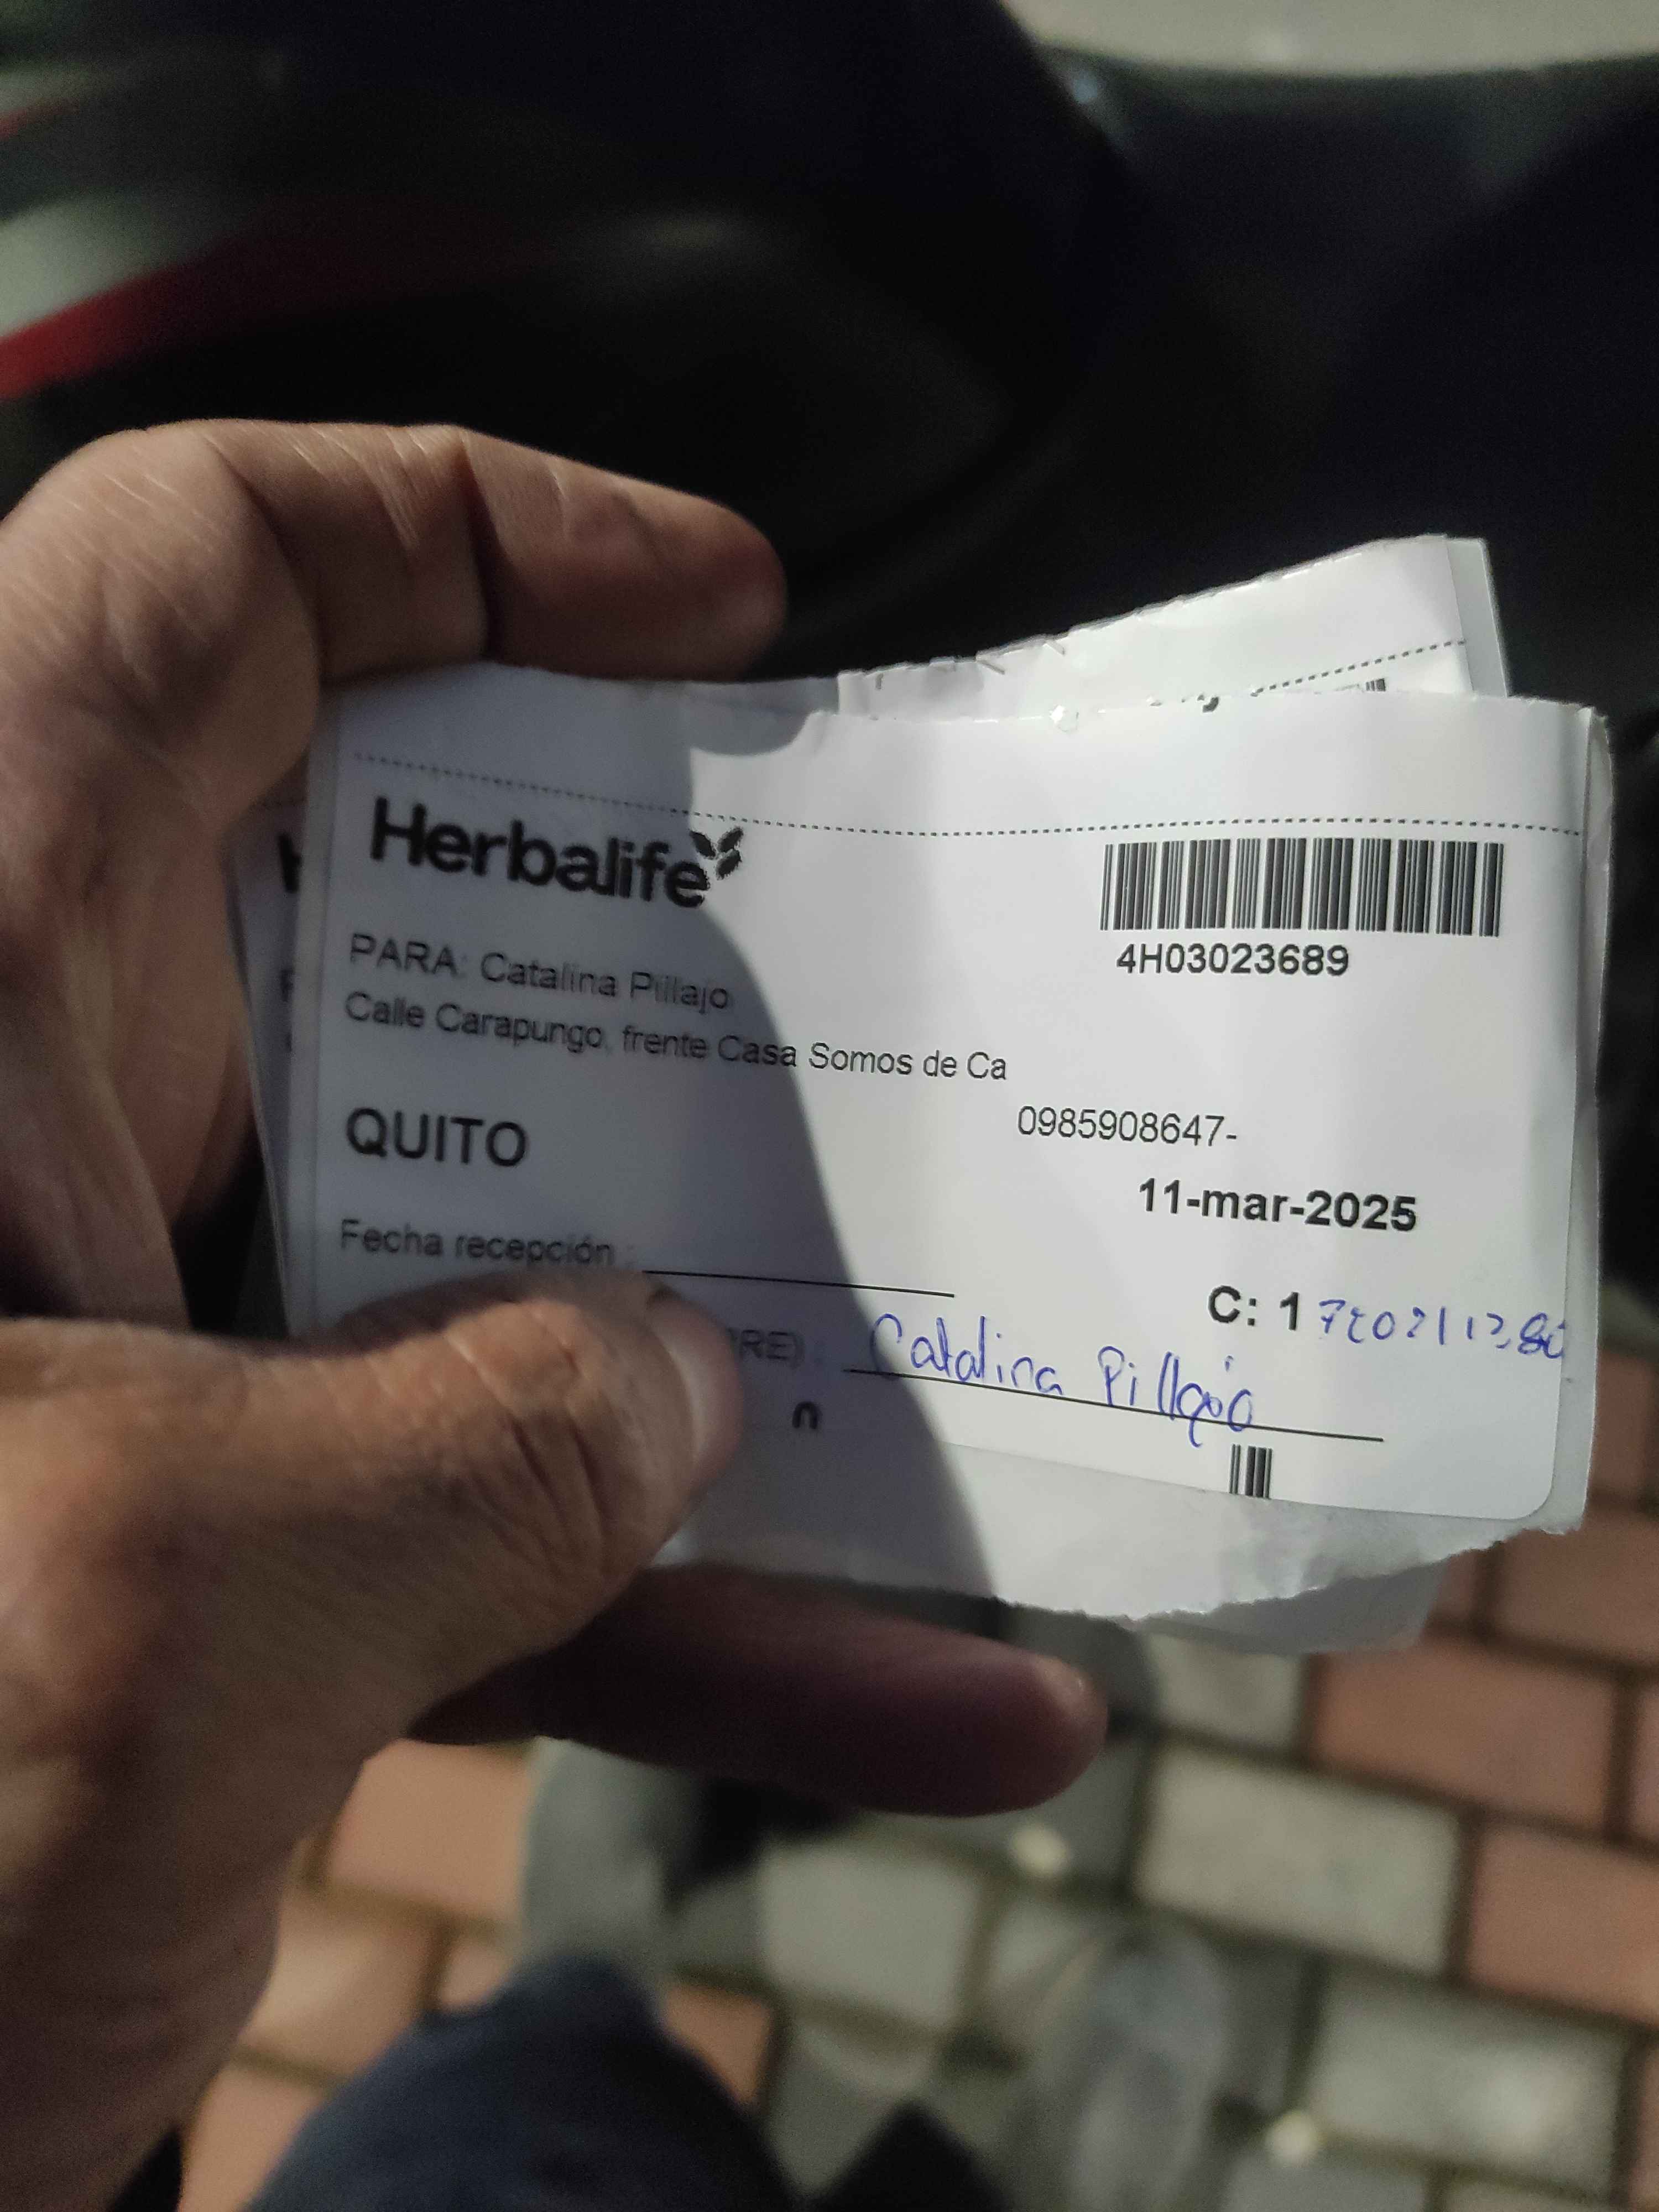 Herbalife
4H03023689
PARA: Catalina Pillajo
Calle Carapungo, frente Casa Somos de Ca
0985908647-
QUITO
11-mar-2025
Fecha recepción :
C: 1
RE) : Catalina Pillajo